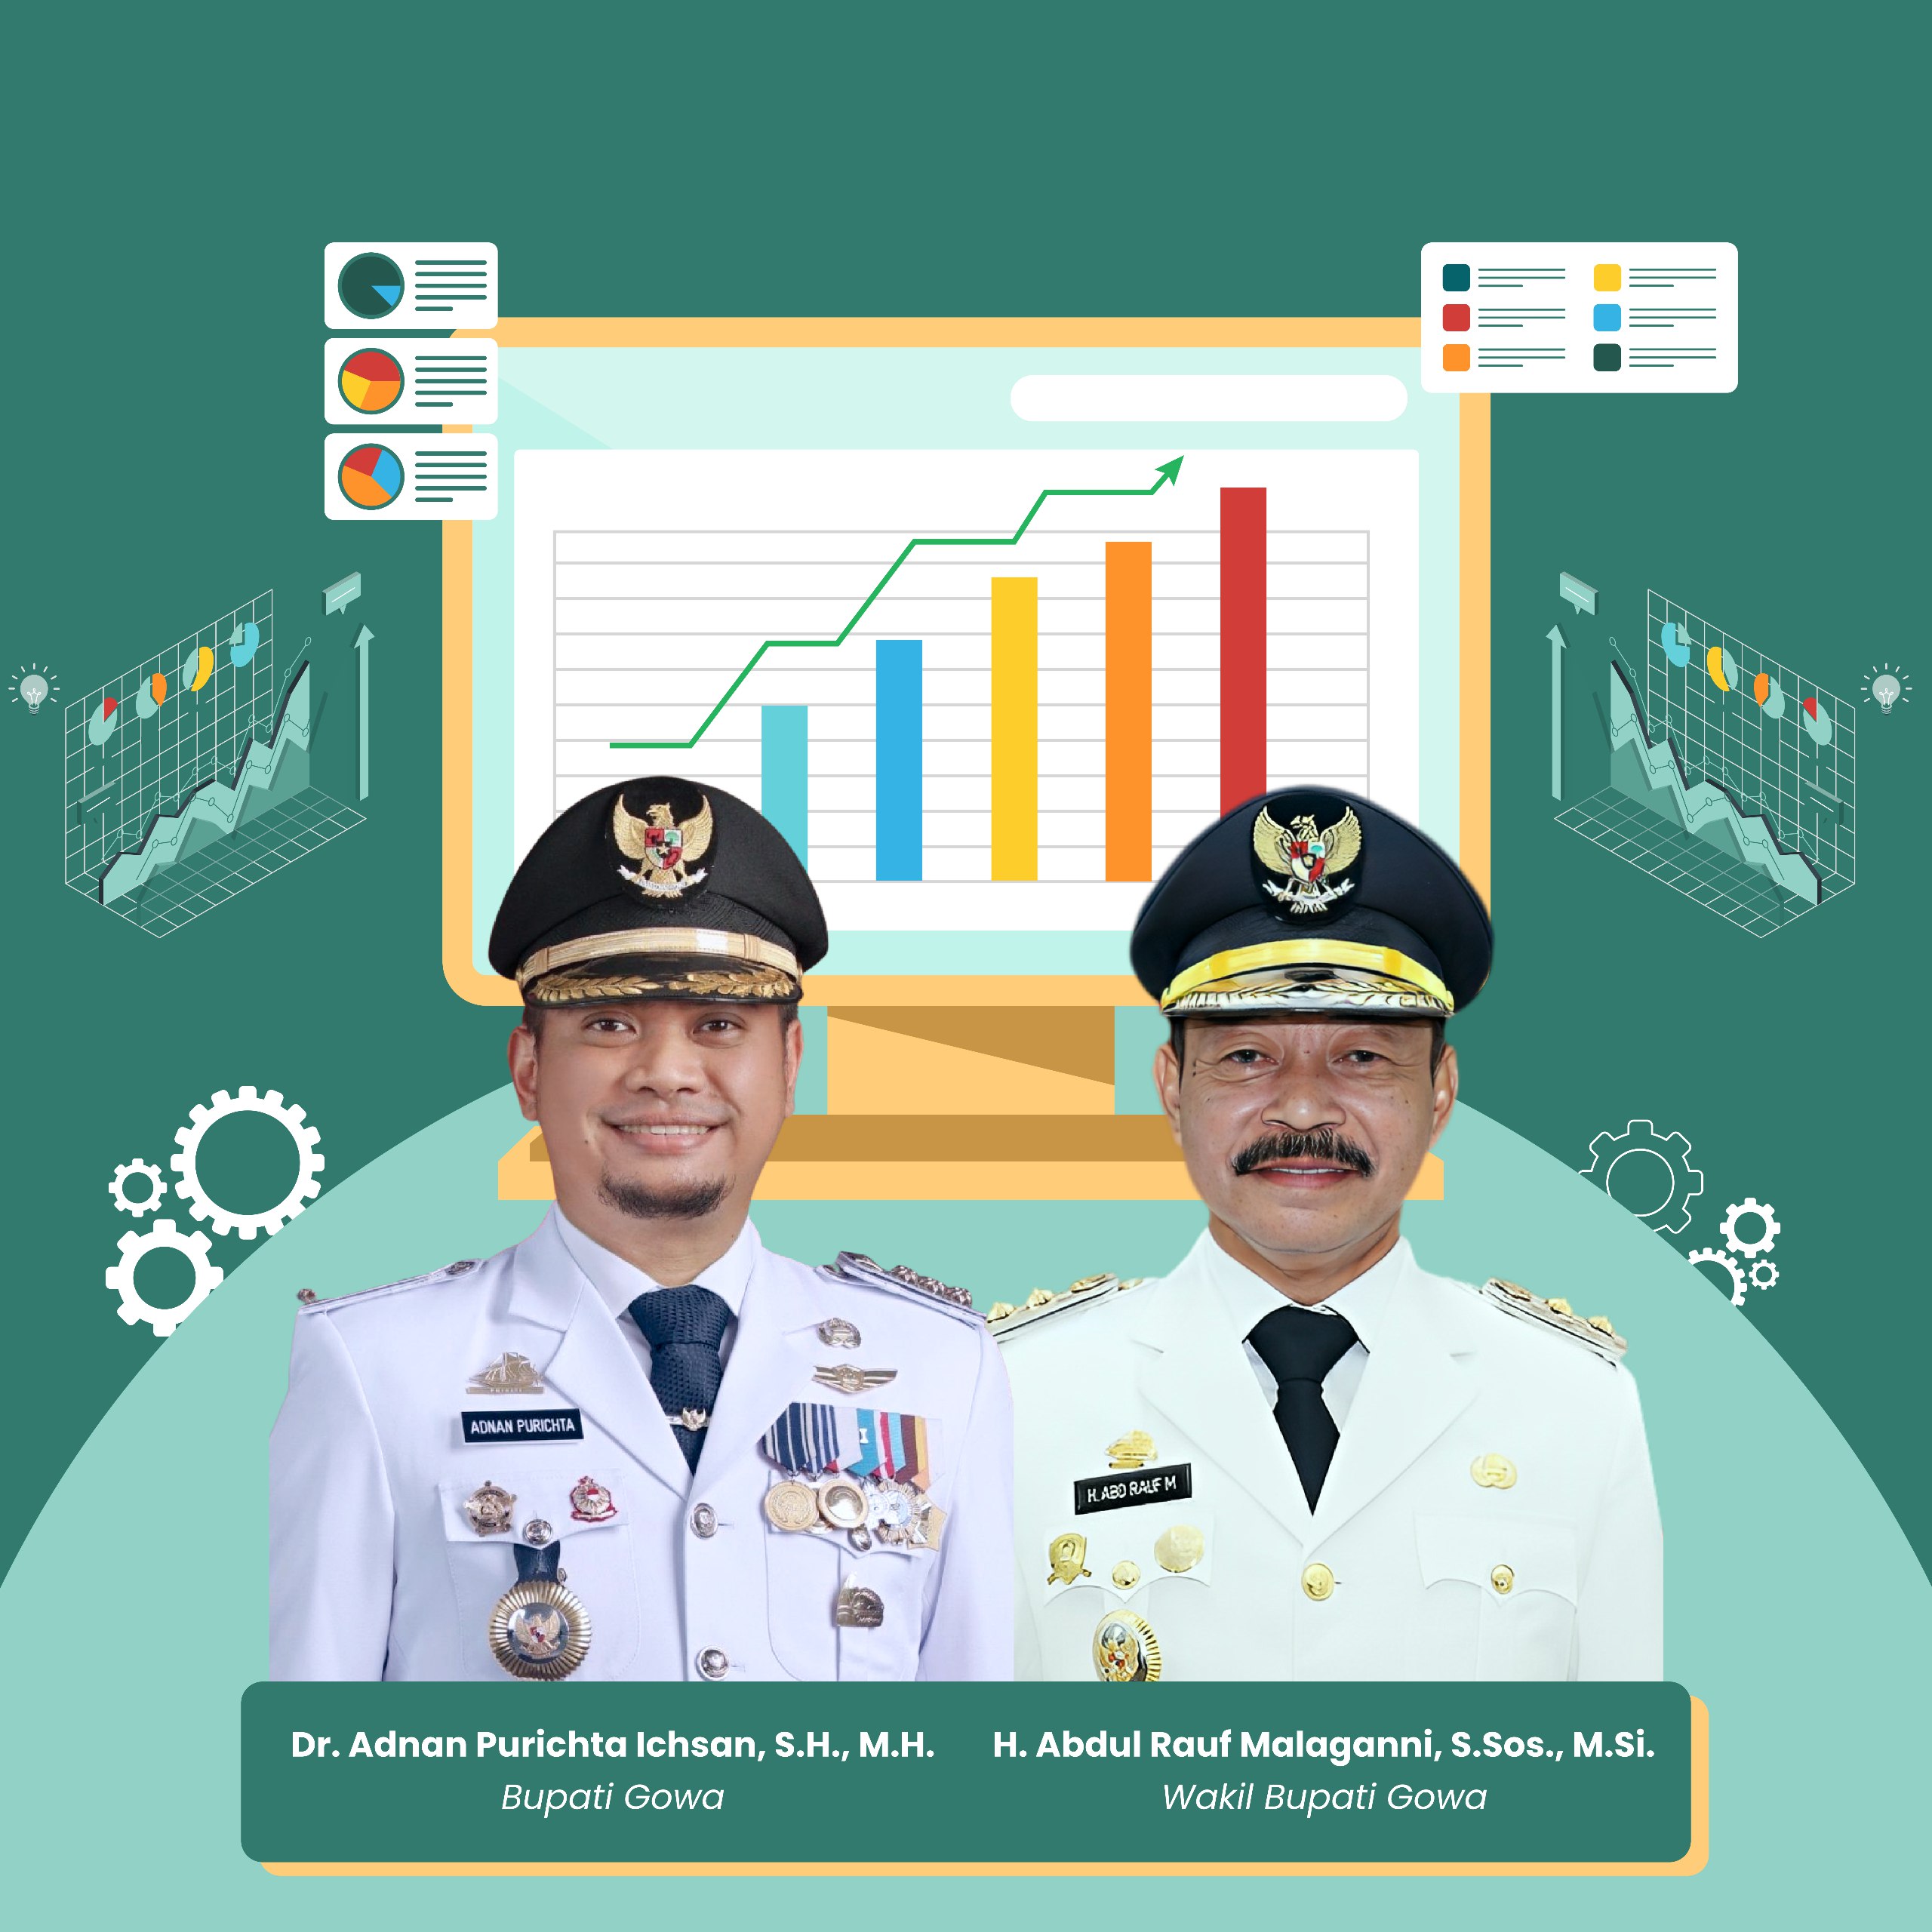 ADNAN PURICHTA
H. ABD RAUF M
Dr. Adnan Purichta Ichsan, S.H., M.H.
Bupati Gowa
H. Abdul Rauf Malaganni, S.Sos., M.Si.
Wakil Bupati Gowa